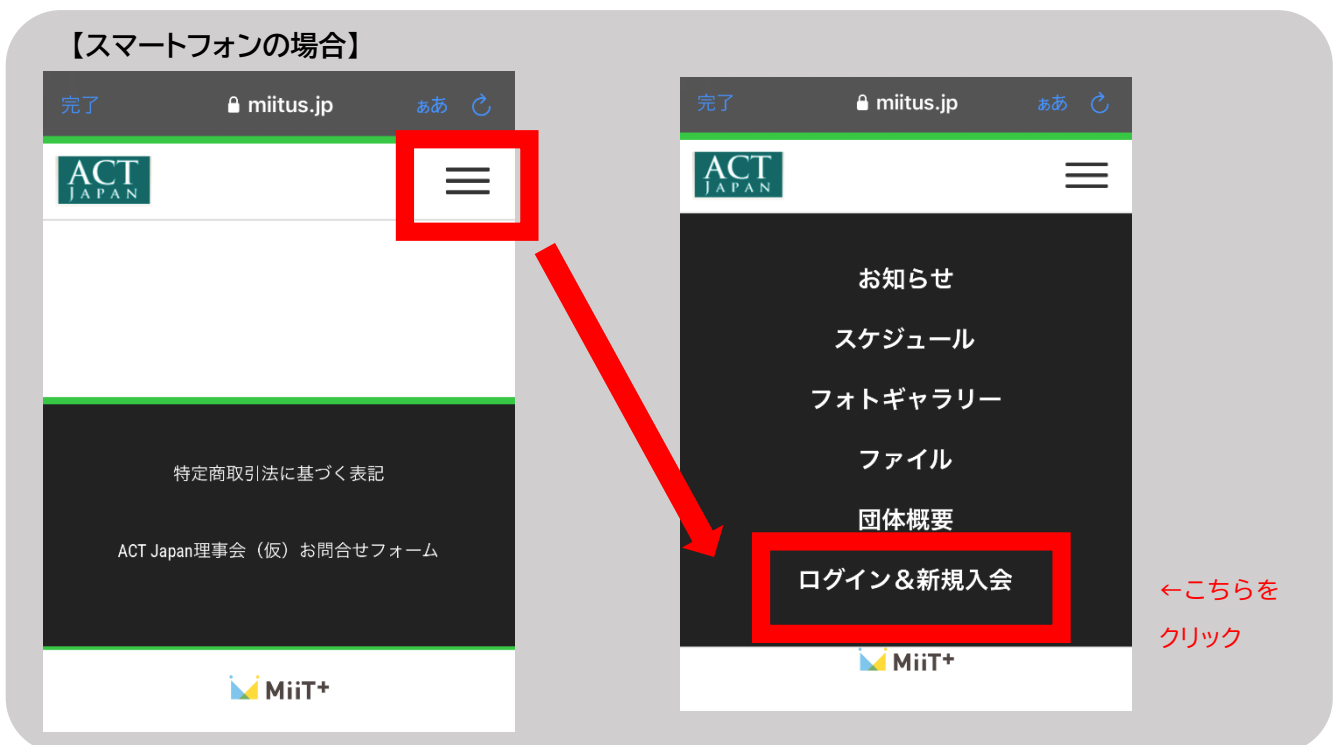 【スマートフォンの場合】
完了 miitus.jp ぁあ
ACT
JAPAN
特定商取引法に基づく表記
ACT Japan理事会（仮）お問合せフォーム
MiiT+
完了 miitus.jp ぁあ
ACT
JAPAN
お知らせ
スケジュール
フォトギャラリー
ファイル
団体概要
ログイン＆新規入会
MiiT+
←こちらを
クリック